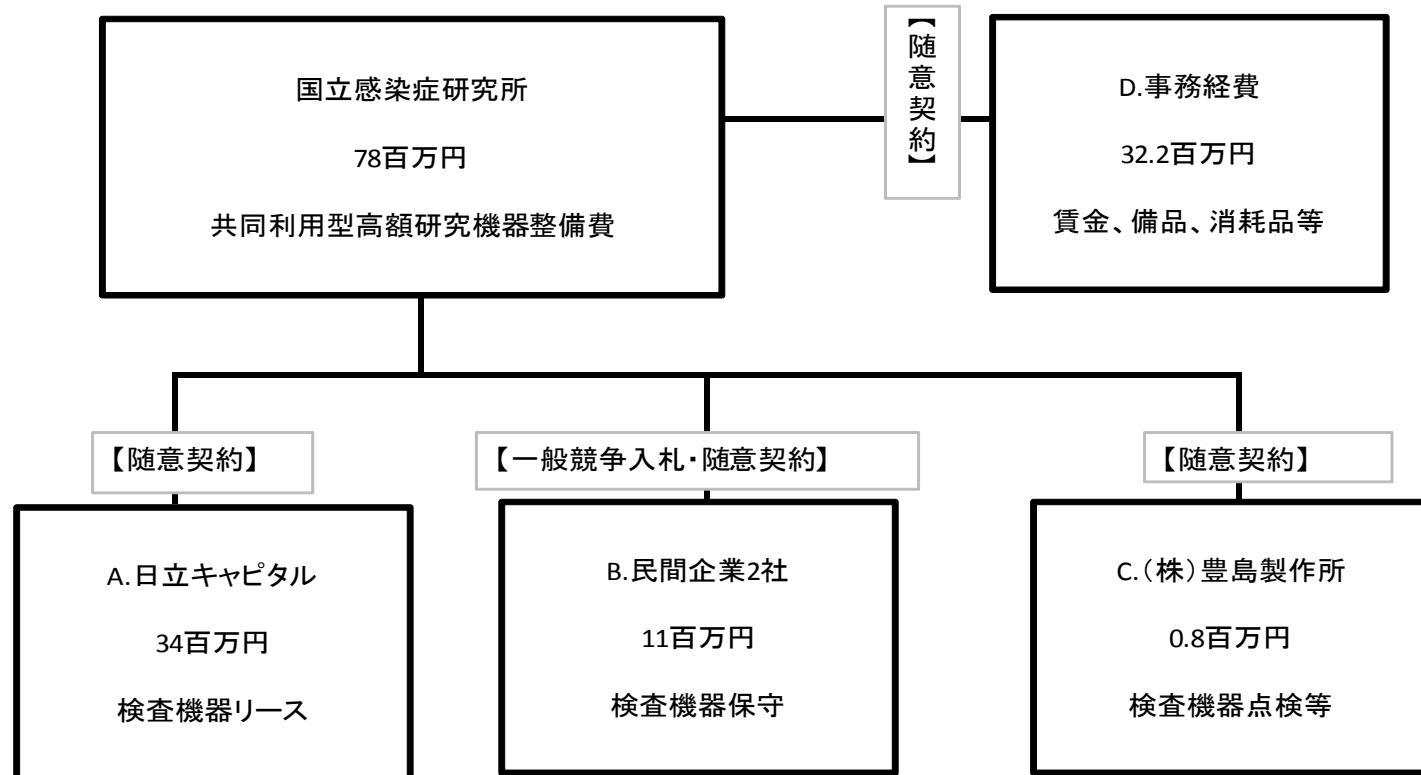 国立感染症研究所
78百万円
共同利用型高額研究機器整備費
【随意契約】
D.事務経費
32.2百万円
賃金、備品、消耗品等
【随意契約】
【一般競争入札・随意契約】
【随意契約】
A.日立キャピタル
34百万円
検査機器リース
B.民間企業2社
11百万円
検査機器保守
C.(株)豊島製作所
0.8百万円
検査機器点検等